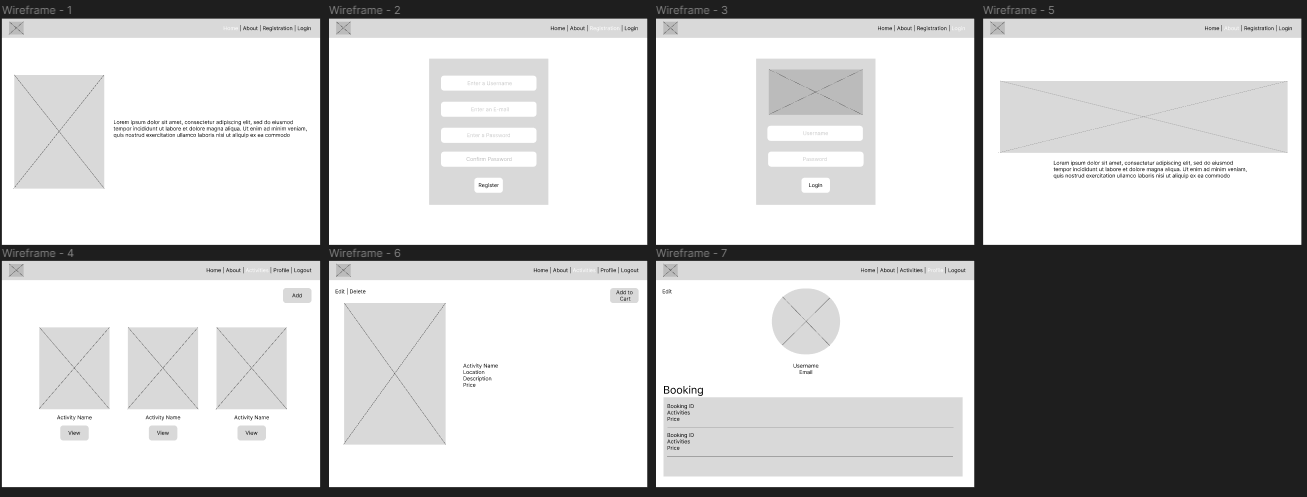 Wireframe - 1
Home | About | Registration | Login
Lorem ipsum dolor sit amet, consectetur adipiscing elit, sed do eiusmod
tempor incididunt ut labore et dolore magna aliqua. Ut enim ad minim veniam,
quis nostrud exercitation ullamco laboris nisi ut aliquip ex ea commodo
Wireframe - 2
Home | About | Registration | Login
Enter a Username
Enter an E-mail
Enter a Password
Confirm Password
Register
Wireframe - 3
Home | About | Registration | Login
Username
Password
Login
Wireframe - 5
Home | About | Registration | Login
Lorem ipsum dolor sit amet, consectetur adipiscing elit, sed do eiusmod
tempor incididunt ut labore et dolore magna aliqua. Ut enim ad minim veniam,
quis nostrud exercitation ullamco laboris nisi ut aliquip ex ea commodo
Wireframe - 4
Home | About | Activities | Profile | Logout
Add
Activity Name
View
Activity Name
View
Activity Name
View
Wireframe - 6
Home | About | Activities | Profile | Logout
Edit | Delete
Add to
Cart
Activity Name
Location
Description
Price
Wireframe - 7
Home | About | Activities | Profile | Logout
Edit
Username
Email
Booking
Booking ID
Activities
Price
Booking ID
Activities
Price